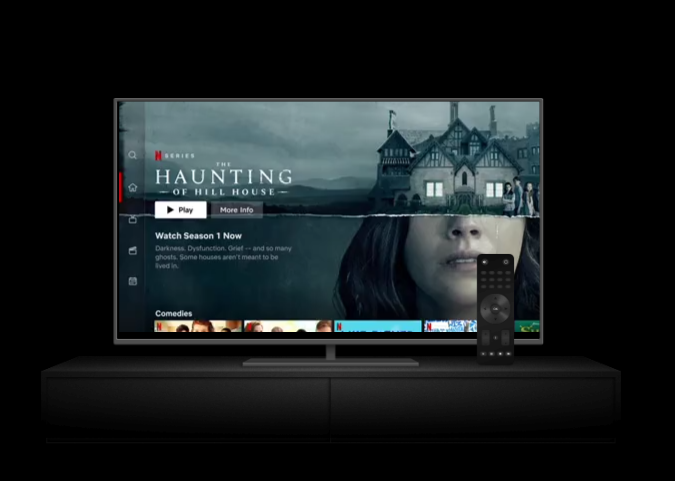 N SERIES
THE
HAUNTING
OF HILL HOUSE
Play
More Info
Watch Season 1 Now
Darkness. Dysfunction. Grief -- and so many
ghosts. Some houses aren't meant to be
lived in.
Comedies
N
N
N